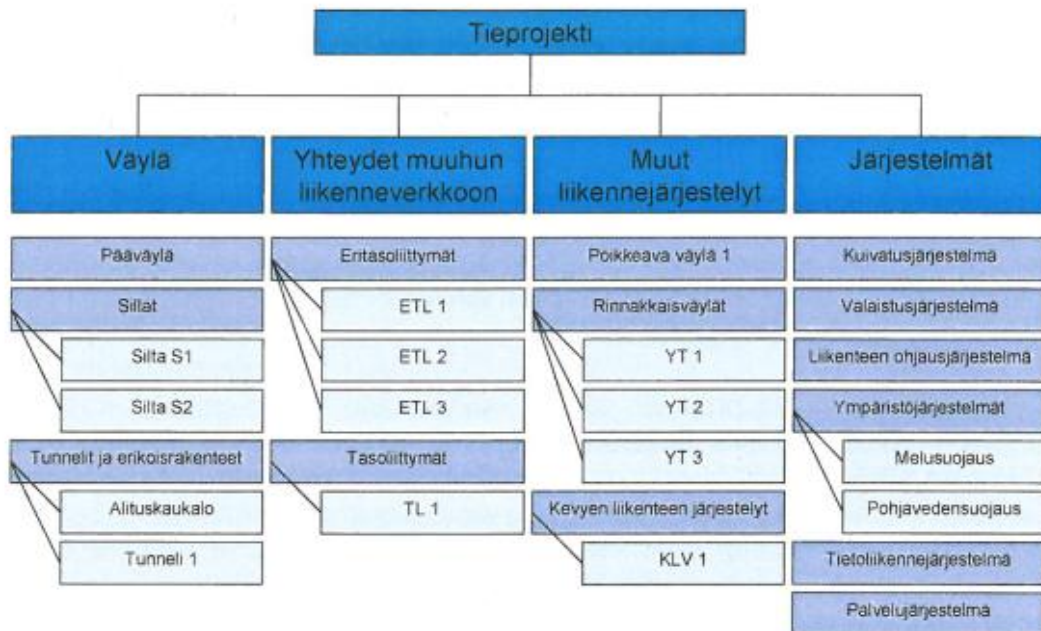 Tieprojekti
Väylä
Pääväylä
Sillat
Silta S1
Silta S2
Tunnelit ja erikoisrakenteet
Alituskaukalo
Tunneli 1
Yhteydet muuhun
liikenneverkkoon
Eritasoliittymät
ETL 1
ETL 2
ETL 3
Tasoliittymät
TL 1
Muut
liikennejärjestelyt
Poikkeava väylä 1
Rinnakkaisväylät
YT 1
YT 2
YT 3
Kevyen liikenteen järjestelyt
KLV 1
Järjestelmät
Kuivatusjärjestelmä
Valaistusjärjestelmä
Liikenteen ohjausjärjestelmä
Ympäristöjärjestelmät
Melusuojaus
Pohjavedensuojaus
Tietoliikennejärjestelmä
Palvelujärjestelmä